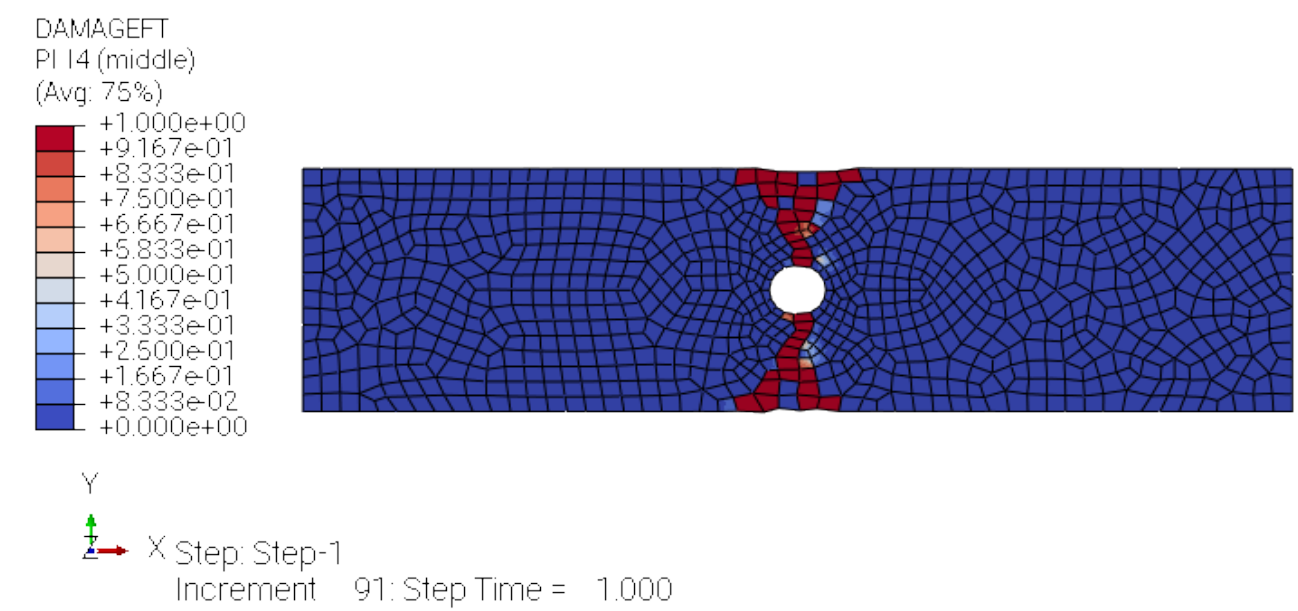 DAMAGEFT
(middle)
(Avg: 75%)
+1.000e+00
+9.167e-01
+8.333e-01
+7.500e-01
+6.667e-01
+5.833e-01
+5.000e-01
+4.167e-01
+3.333e-01
+2.500e-01
+1.667e-01
+8.333e-02
+0.000e+00
Y
Z
X
Step: Step-1
Increment 91: Step Time = 1.000